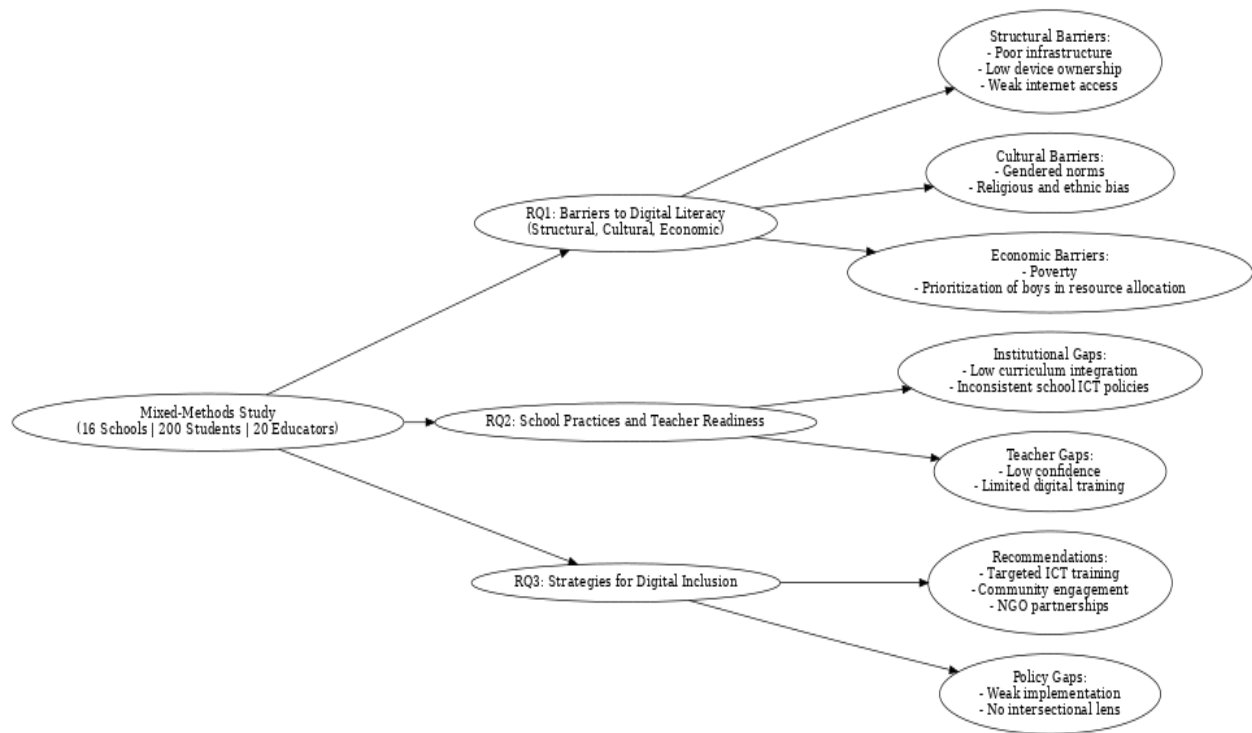 Structural Barriers:
- Poor infrastructure
- Low device ownership
- Weak internet access
Cultural Barriers:
- Gendered norms
- Religious and ethnic bias
RQ1: Barriers to Digital Literacy
(Structural, Cultural, Economic)
Economic Barriers:
- Poverty
- Prioritization of boys in resource allocation
Institutional Gaps:
- Low curriculum integration
- Inconsistent school ICT policies
Mixed-Methods Study
(16 Schools | 200 Students | 20 Educators)
RQ2: School Practices and Teacher Readiness
Teacher Gaps:
- Low confidence
- Limited digital training
Recommendations:
- Targeted ICT training
- Community engagement
- NGO partnerships
RQ3: Strategies for Digital Inclusion
Policy Gaps:
- Weak implementation
- No intersectional lens